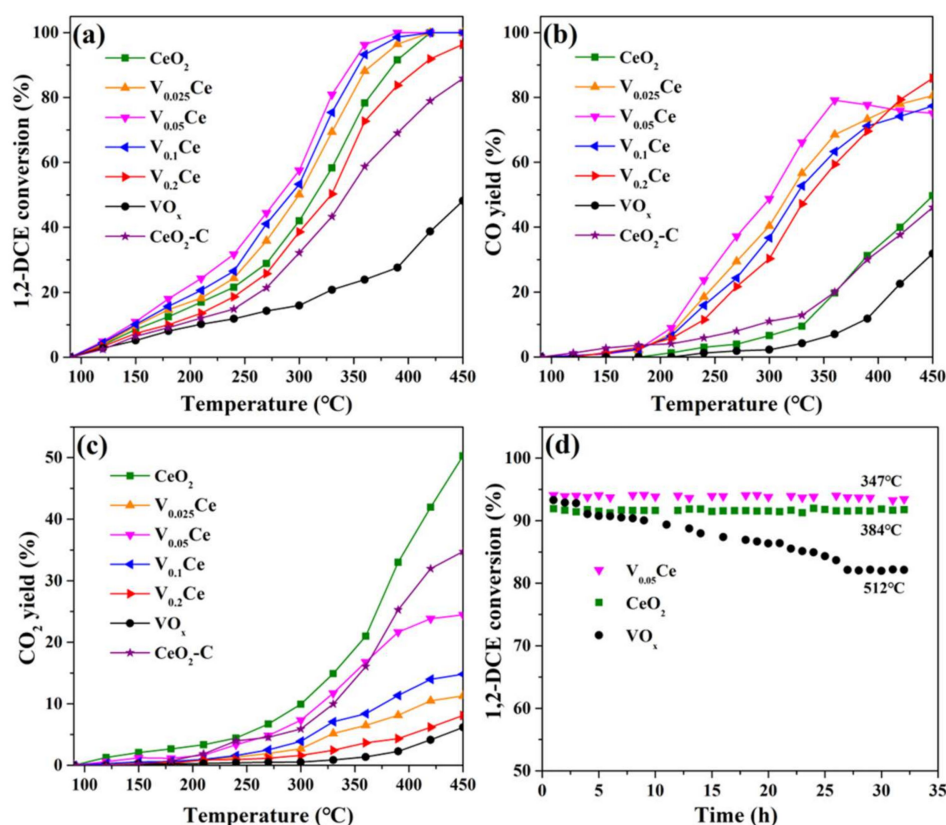 (a)
CeO2
V0.025Ce
V0.05Ce
V0.1Ce
V0.2Ce
VOx
CeO2-C
1,2-DCE conversion (%)
0
20
40
60
80
100
100
150
200
250
300
350
400
450
Temperature (°C)
(b)
CeO2
V0.025Ce
V0.05Ce
V0.1Ce
V0.2Ce
VOx
CeO2-C
CO yield (%)
0
20
40
60
80
100
100
150
200
250
300
350
400
450
Temperature (°C)
(c)
CeO2
V0.025Ce
V0.05Ce
V0.1Ce
V0.2Ce
VOx
CeO2-C
CO2 yield (%)
0
10
20
30
40
50
100
150
200
250
300
350
400
450
Temperature (°C)
(d)
347°C
384°C
512°C
V0.05Ce
CeO2
VOx
1,2-DCE conversion (%)
50
60
70
80
90
100
0
5
10
15
20
25
30
35
Time (h)